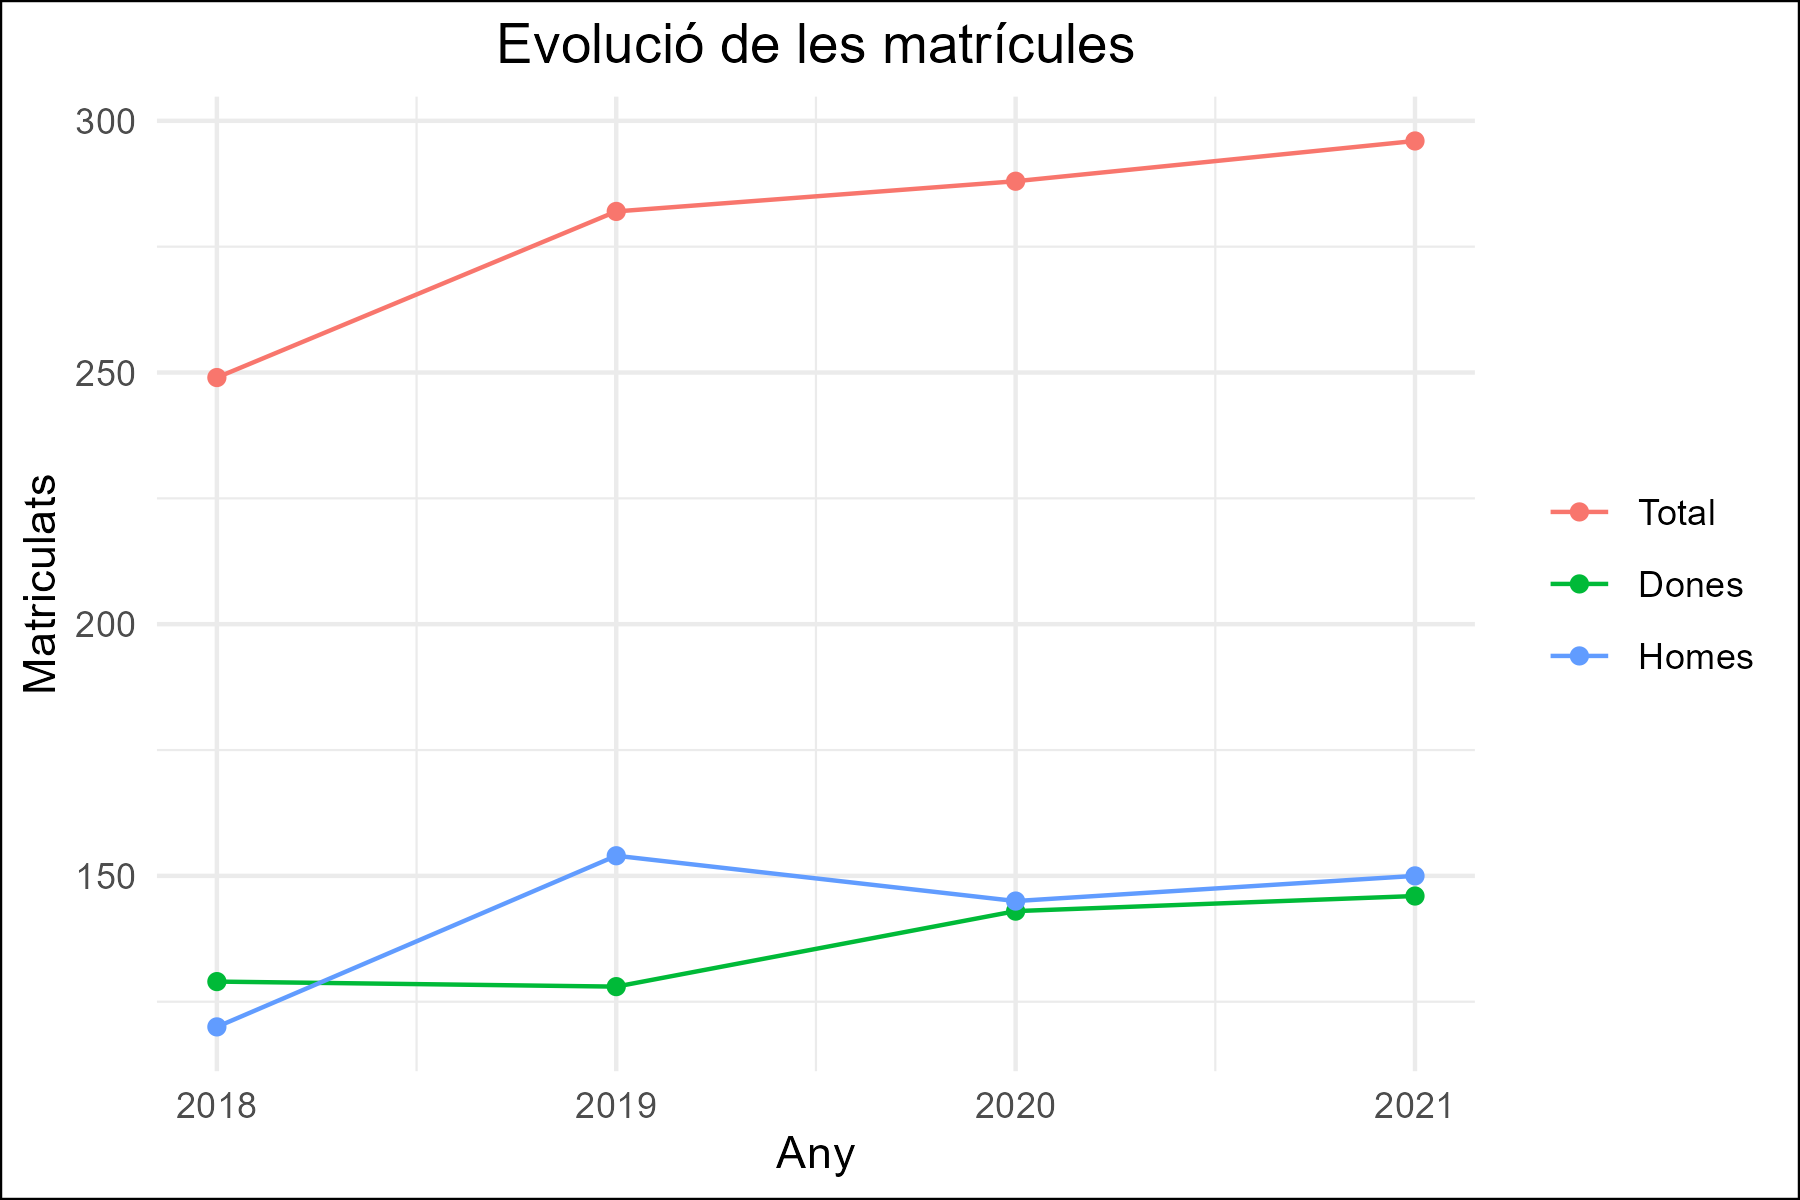 Evolució de les matrícules
300
250
200
150
Matriculats
2018
2019
2020
2021
Any
Total
Dones
Homes